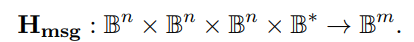 H_msg : 𝔹^n × 𝔹^n × 𝔹^n × 𝔹^* → 𝔹^m.